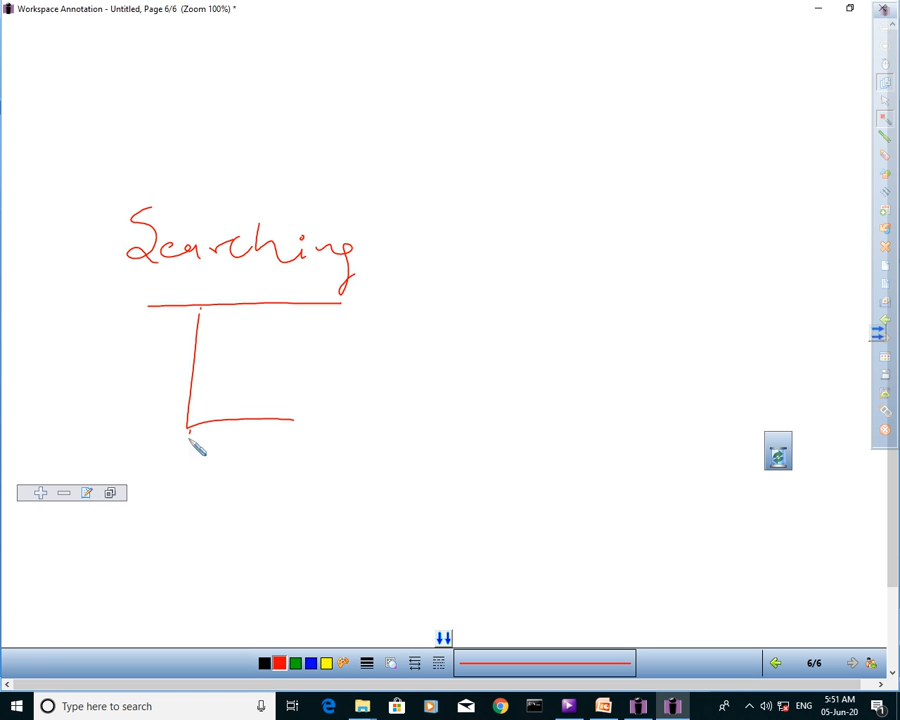 Workspace Annotation - Untitled, Page 6/6 (Zoom 100%) *
Searching
6/6
Type here to search
ENG
5:51 AM
05-Jun-20